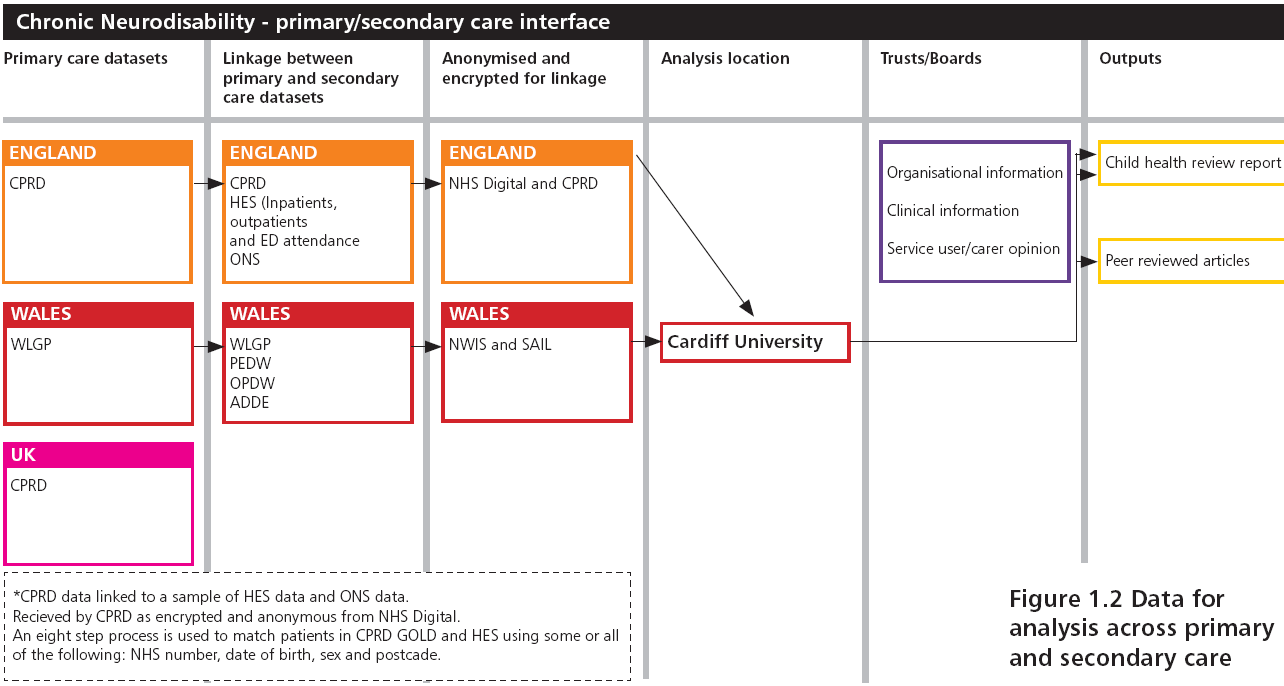 Chronic Neurodisability - primary/secondary care interface
Primary care datasets
Linkage between
primary and secondary
care datasets
Anonymised and
encrypted for linkage
Analysis location
Trusts/Boards
Outputs
ENGLAND
CPRD
ENGLAND
CPRD
HES (Inpatients,
outpatients
and ED attendance
ONS
ENGLAND
NHS Digital and CPRD
Organisational information
Clinical information
Service user/carer opinion
Child health review report
Peer reviewed articles
WALES
WLGP
WALES
WLGP
PEDW
OPDW
ADDE
WALES
NWIS and SAIL
Cardiff University
UK
CPRD
*CPRD data linked to a sample of HES data and ONS data.
Recieved by CPRD as encrypted and anonymous from NHS Digital.
An eight step process is used to match patients in CPRD GOLD and HES using some or all
of the following: NHS number, date of birth, sex and postcade.
Figure 1.2 Data for
analysis across primary
and secondary care